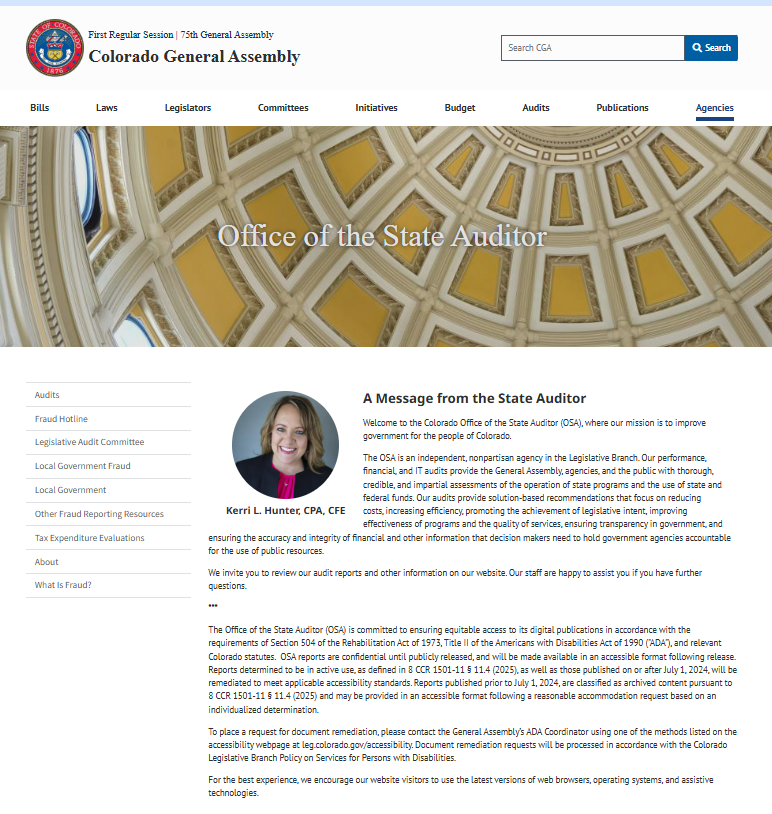 First Regular Session | 75th General Assembly
Colorado General Assembly
Search CGA
Search
Bills
Laws
Legislators
Committees
Initiatives
Budget
Audits
Publications
Agencies
Office of the State Auditor
Audits
Fraud Hotline
Legislative Audit Committee
Local Government Fraud
Local Government
Other Fraud Reporting Resources
Tax Expenditure Evaluations
About
What Is Fraud?
Kerri L. Hunter, CPA, CFE
A Message from the State Auditor
Welcome to the Colorado Office of the State Auditor (OSA), where our mission is to improve
government for the people of Colorado.
The OSA is an independent, nonpartisan agency in the Legislative Branch. Our performance,
financial, and IT audits provide the General Assembly, agencies, and the public with thorough,
credible, and impartial assessments of the operation of state programs and the use of state and
federal funds. Our audits provide solution-based recommendations that focus on reducing
costs, increasing efficiency, promoting the achievement of legislative intent, improving
effectiveness of programs and the quality of services, ensuring transparency in government, and
ensuring the accuracy and integrity of financial and other information that decision makers need to hold government agencies accountable
for the use of public resources.
We invite you to review our audit reports and other information on our website. Our staff are happy to assist you if you have further
questions.
•••
The Office of the State Auditor (OSA) is committed to ensuring equitable access to its digital publications in accordance with the
requirements of Section 504 of the Rehabilitation Act of 1973, Title II of the Americans with Disabilities Act of 1990 ("ADA"), and relevant
Colorado statutes.  OSA reports are confidential until publicly released, and will be made available in an accessible format following release.
Reports determined to be in active use, as defined in 8 CCR 1501-11 § 11.4 (2025), as well as those published on or after July 1, 2024, will be
remediated to meet applicable accessibility standards. Reports published prior to July 1, 2024, are classified as archived content pursuant to
8 CCR 1501-11 § 11.4 (2025) and may be provided in an accessible format following a reasonable accommodation request based on an
individualized determination.
To place a request for document remediation, please contact the General Assembly's ADA Coordinator using one of the methods listed on the
accessibility webpage at leg.colorado.gov/accessibility. Document remediation requests will be processed in accordance with the Colorado
Legislative Branch Policy on Services for Persons with Disabilities.
For the best experience, we encourage our website visitors to use the latest versions of web browsers, operating systems, and assistive
technologies.
STATE OF COLORADO
1876